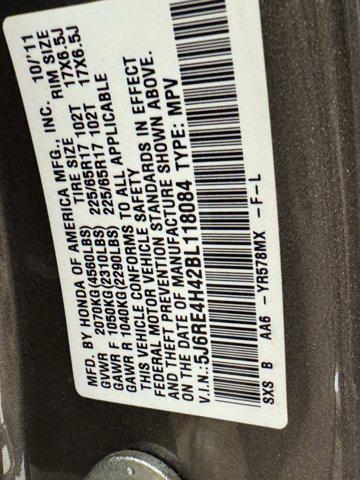 MFD. BY HONDA OF AMERICA MFG., INC. 10/'11
GVWR 2070KG(4560LBS) TIRE SIZE RIM SIZE
GAWR F 1050KG(2310LBS) 225/65R17 102T 17X6.5J
GAWR R 1040KG(2290LBS) 225/65R17 102T 17X6.5J
THIS VEHICLE CONFORMS TO ALL APPLICABLE
FEDERAL MOTOR VEHICLE SAFETY STANDARDS IN EFFECT
AND THEFT PREVENTION STANDARDS IN EFFECT
ON THE DATE OF MANUFACTURE SHOWN ABOVE.
V.I.N.:5J6RE4H42BL118084 TYPE: MPV
SXS B AA6 - YR578MX - F-L